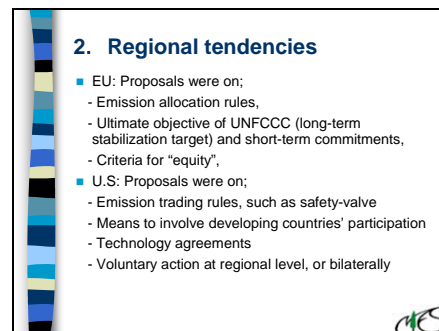 2. Regional tendencies
EU: Proposals were on;
- Emission allocation rules,
- Ultimate objective of UNFCCC (long-term
stabilization target) and short-term commitments,
- Criteria for “equity”,
U.S: Proposals were on;
- Emission trading rules, such as safety-valve
- Means to involve developing countries’ participation
- Technology agreements
- Voluntary action at regional level, or bilaterally